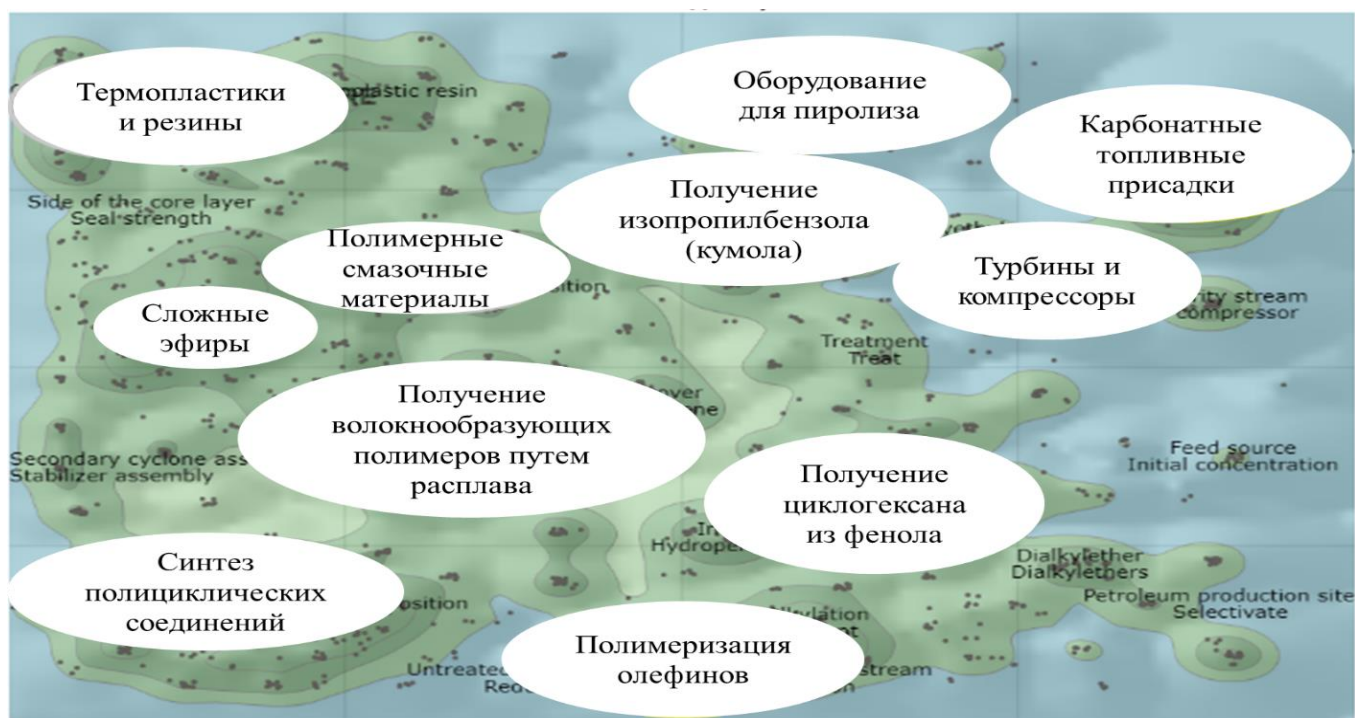 Термопластики
и резины
plastic resin
Оборудование
для пиролиза
Карбонатные
топливные
присадки
Side of the core layer
Seal strength
Получение
изопропилбензола
(кумола)
Полимерные
смазочные
материалы
Турбины и
компрессоры
stream
compressor
Сложные
эфиры
Treatment
Treat
Получение
волокнообразующих
полимеров путем
расплава
Secondary cyclone
Stabilizer assembly
Feed source
Initial concentration
Получение
циклогексана
из фенола
Dialkylether
Dialkylethers
Petroleum production site
Selectivate
Синтез
полициклических
соединений
Полимеризация
олефинов
Untreated
stream